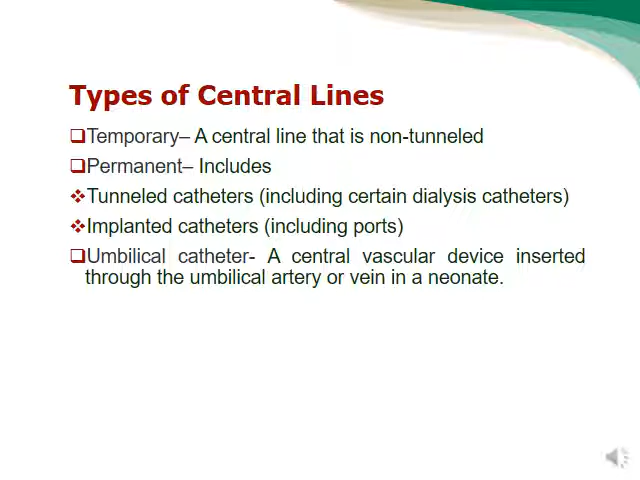 Types of Central Lines
❑Temporary– A central line that is non-tunneled
❑Permanent– Includes
❖Tunneled catheters (including certain dialysis catheters)
❖Implanted catheters (including ports)
❑Umbilical catheter- A central vascular device inserted
through the umbilical artery or vein in a neonate.